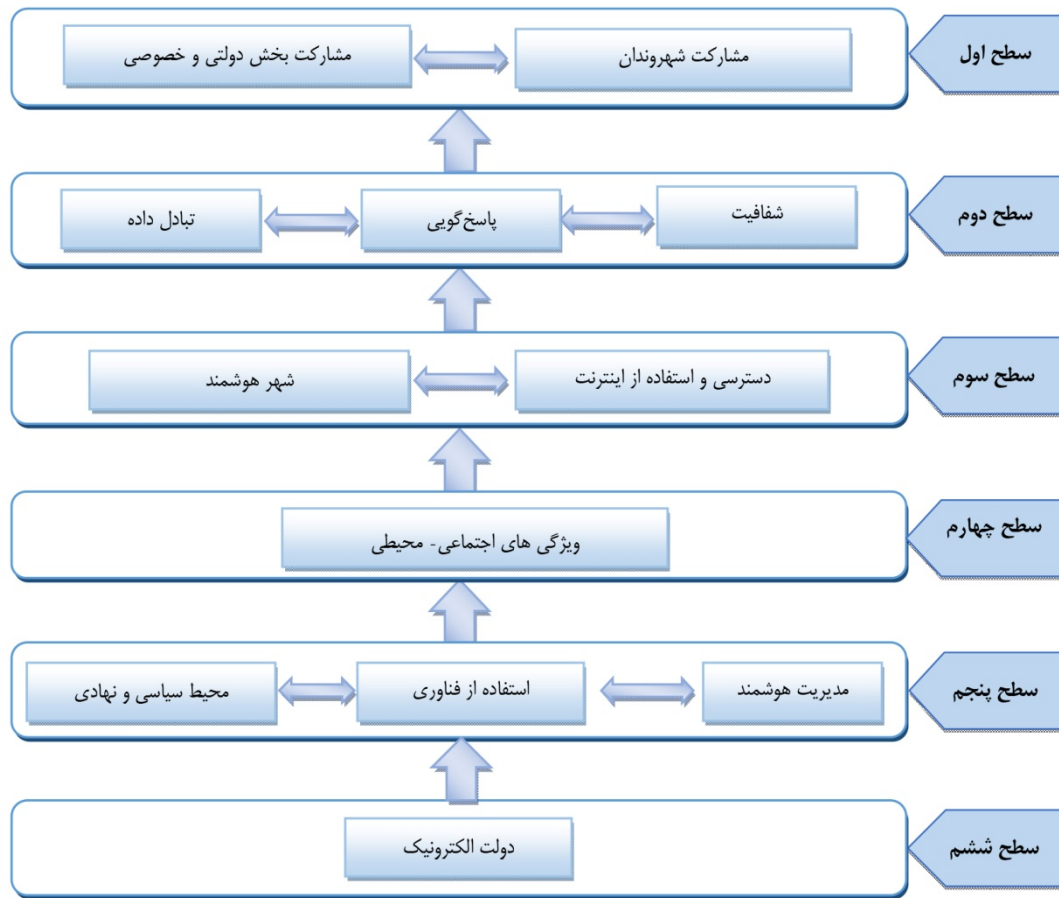 سطح اول
مشارکت شهروندان
مشارکت بخش دولتی و خصوصی
سطح دوم
شفافیت
پاسخ‌گویی
تبادل داده
سطح سوم
دسترسی و استفاده از اینترنت
شهر هوشمند
سطح چهارم
ویژگی های اجتماعی- محیطی
سطح پنجم
مدیریت هوشمند
استفاده از فناوری
محیط سیاسی و نهادی
سطح ششم
دولت الکترونیک